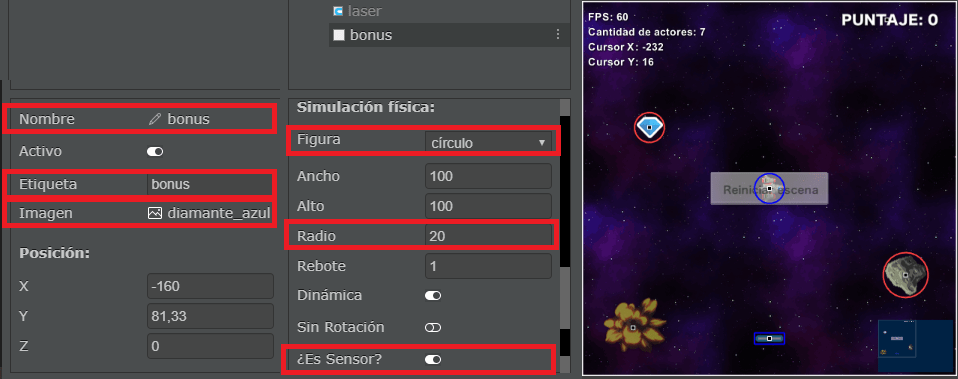 laser
bonus
Nombre bonus
Activo
Etiqueta bonus
Imagen diamante_azul
Posición:
X -160
Y 81,33
Z 0
Simulación física:
Figura círculo
Ancho 100
Alto 100
Radio 20
Rebote 1
Dinámica
Sin Rotación
¿Es Sensor?
FPS: 60
Cantidad de actores: 7
Cursor X: -232
Cursor Y: 16
PUNTAJE: 0
Reiniciar escena